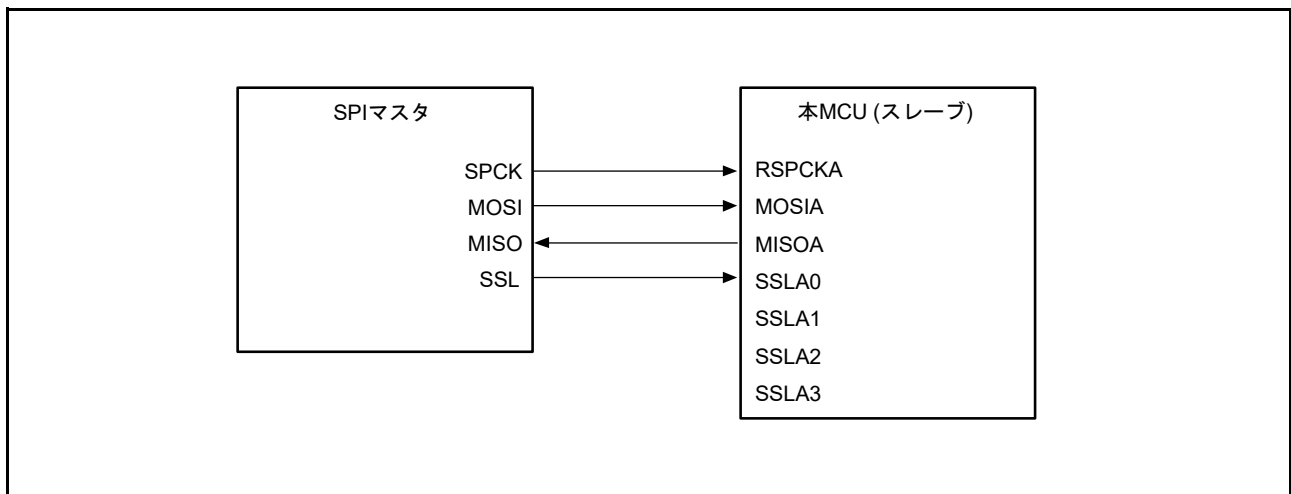 SPIマスタ
SPCK
MOSI
MISO
SSL
本MCU (スレーブ)
RSPCKA
MOSIA
MISOA
SSLA0
SSLA1
SSLA2
SSLA3